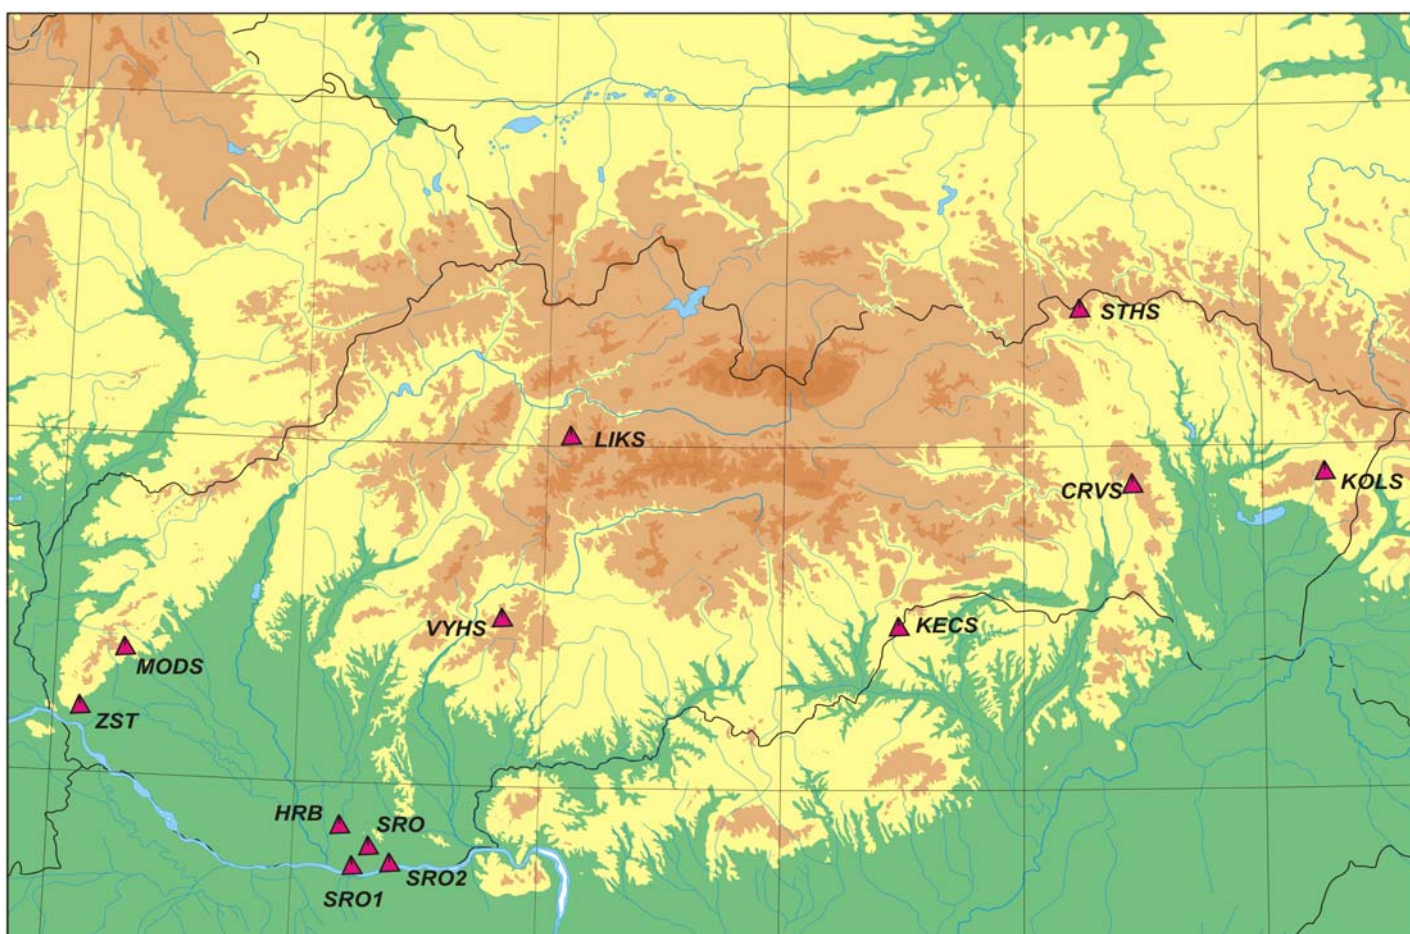 STHS
LIKS
KOLS
CRVS
VYHS
KECS
MODS
ZST
HRB
SRO
SRO2
SRO1